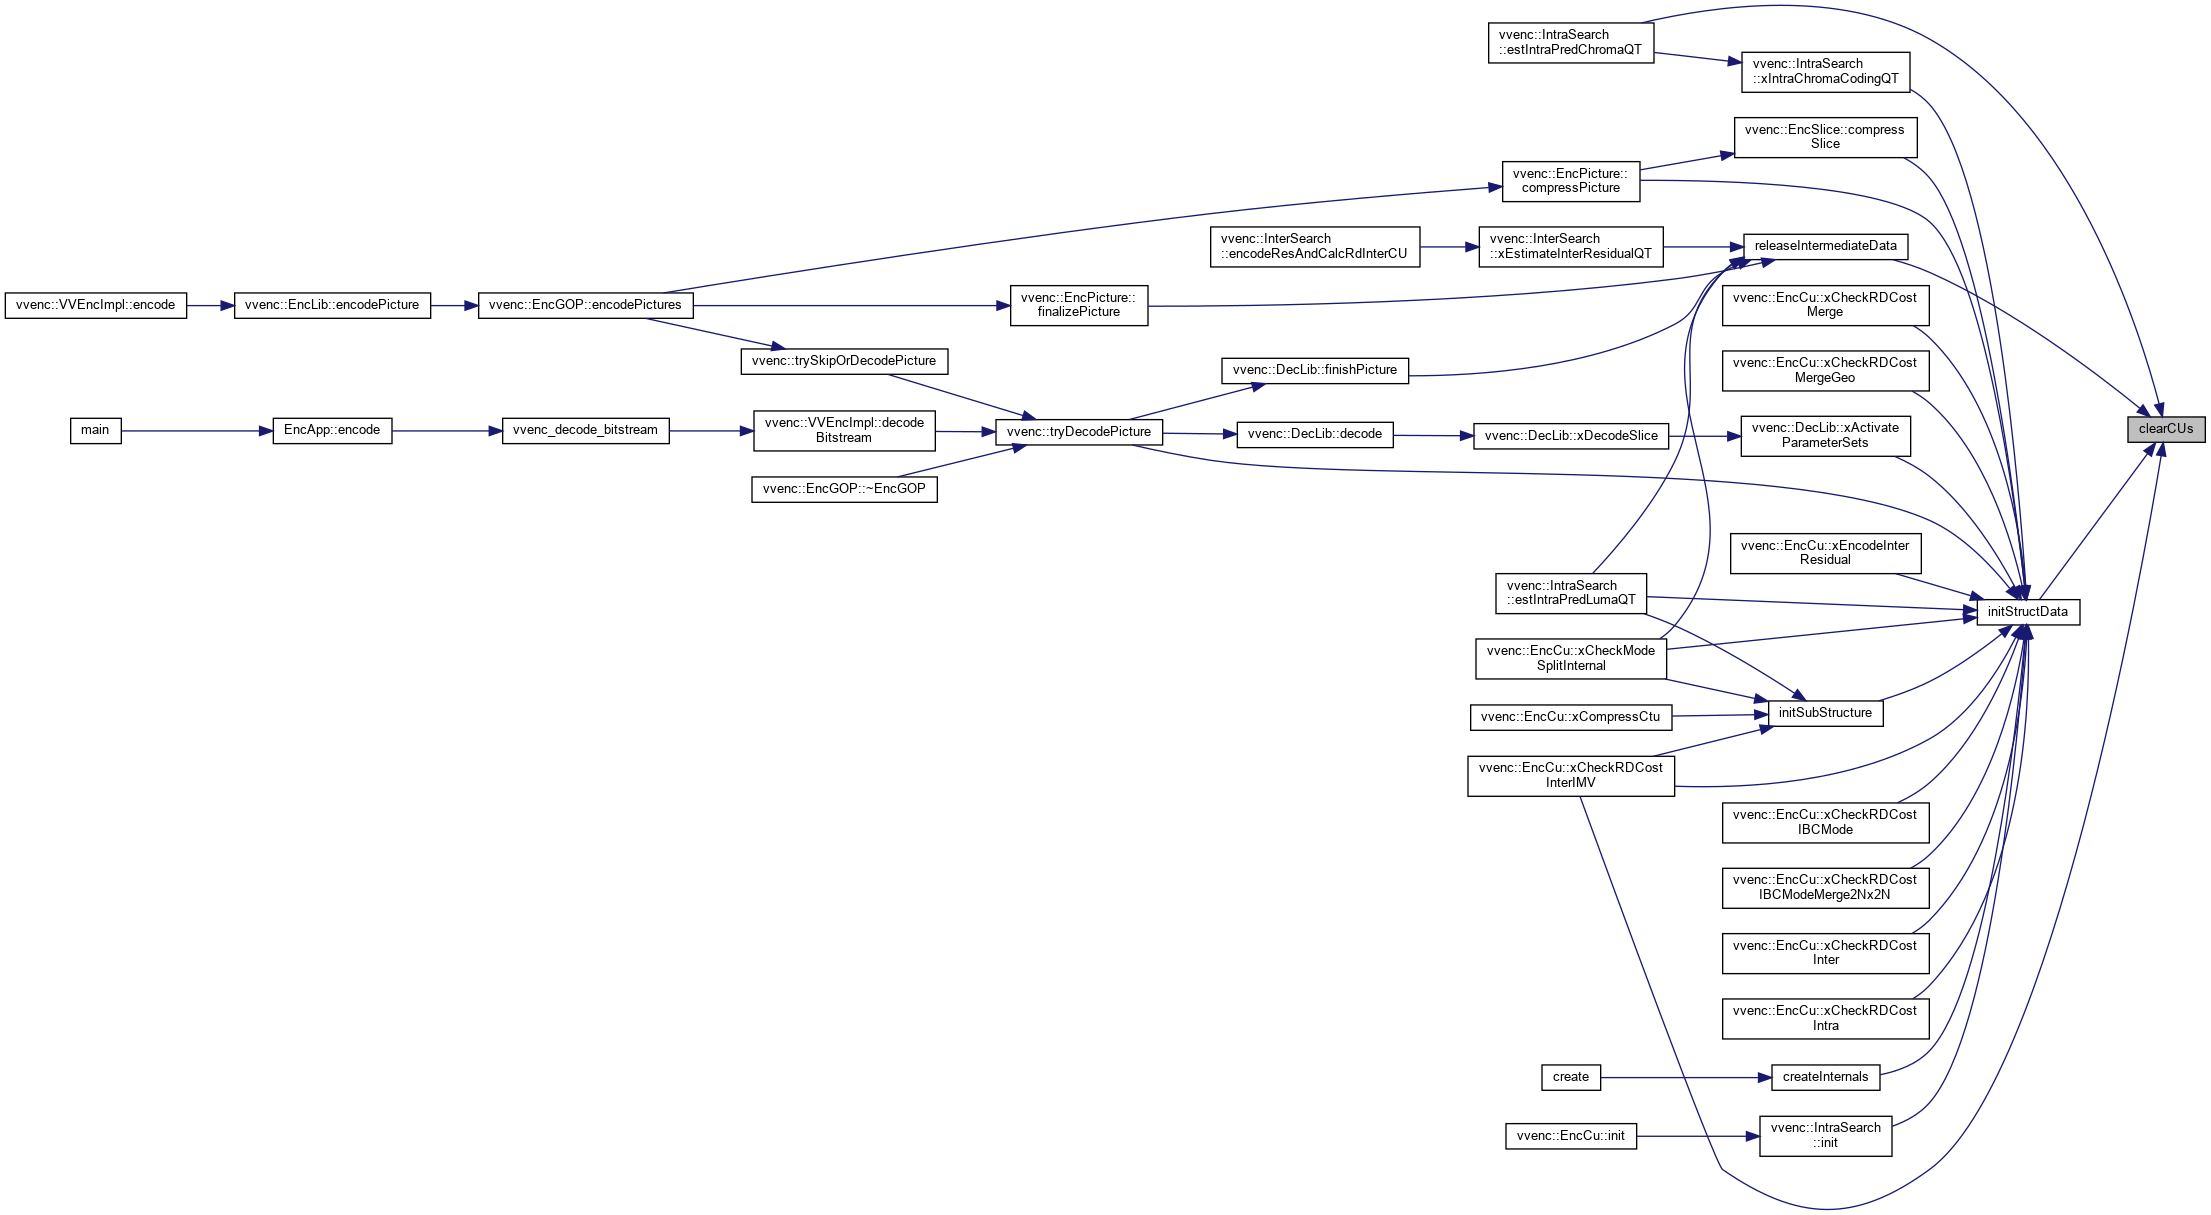 vvenc::IntraSearch
::estIntraPredChromaQT
vvenc::IntraSearch
::xIntraChromaCodingQT
vvenc::EncSlice::compress
Slice
vvenc::EncPicture::
compressPicture
vvenc::InterSearch
::encodeResAndCalcRdInterCU
vvenc::InterSearch
::xEstimateInterResidualQT
releaseIntermediateData
vvenc::VVEncImpl::encode
vvenc::EncLib::encodePicture
vvenc::EncGOP::encodePictures
vvenc::EncPicture::
finalizePicture
vvenc::EncCu::xCheckRDCost
Merge
vvenc::trySkipOrDecodePicture
vvenc::DecLib::finishPicture
vvenc::EncCu::xCheckRDCost
MergeGeo
main
EncApp::encode
vvenc_decode_bitstream
vvenc::VVEncImpl::decode
Bitstream
vvenc::tryDecodePicture
vvenc::DecLib::decode
vvenc::DecLib::xDecodeSlice
vvenc::DecLib::xActivate
ParameterSets
clearCUs
vvenc::EncGOP::~EncGOP
vvenc::EncCu::xEncodeInter
Residual
vvenc::IntraSearch
::estIntraPredLumaQT
initStructData
vvenc::EncCu::xCheckMode
SplitInternal
vvenc::EncCu::xCompressCtu
initSubStructure
vvenc::EncCu::xCheckRDCost
InterIMV
vvenc::EncCu::xCheckRDCost
IBCMode
vvenc::EncCu::xCheckRDCost
IBCModeMerge2Nx2N
vvenc::EncCu::xCheckRDCost
Inter
vvenc::EncCu::xCheckRDCost
Intra
create
createInternals
vvenc::EncCu::init
vvenc::IntraSearch
::init